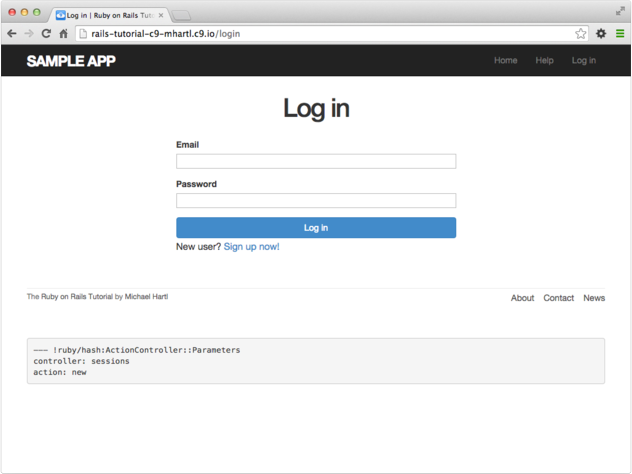 Log in | Ruby on Rails Tut
rails-tutorial-c9-mhartl.c9.io/login
SAMPLE APP
Home Help Log in
Log in
Email
Password
Log in
New user? Sign up now!
The Ruby on Rails Tutorial by Michael Hartl
About Contact News
--- !ruby/hash:ActionController::Parameters
controller: sessions
action: new